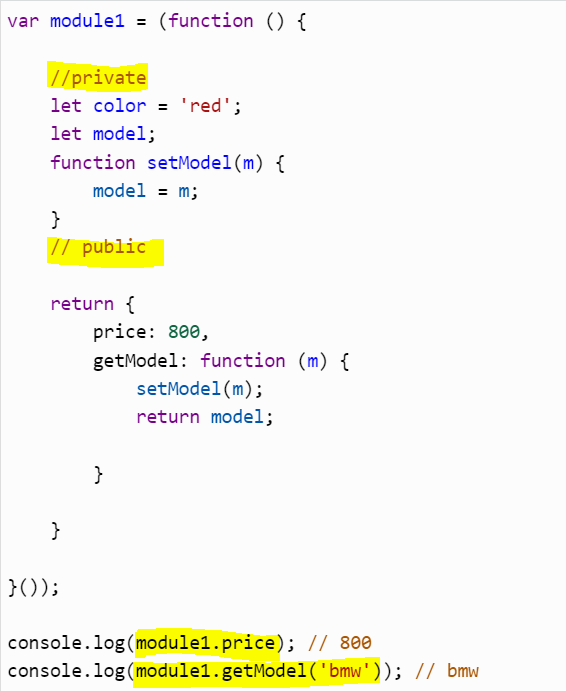 var module1 = (function () {
//private
let color = 'red';
let model;
function setModel(m) {
model = m;
}
// public
return {
price: 800,
getModel: function (m) {
setModel(m);
return model;
}
}
}());
console.log(module1.price); // 800
console.log(module1.getModel('bmw')); // bmw